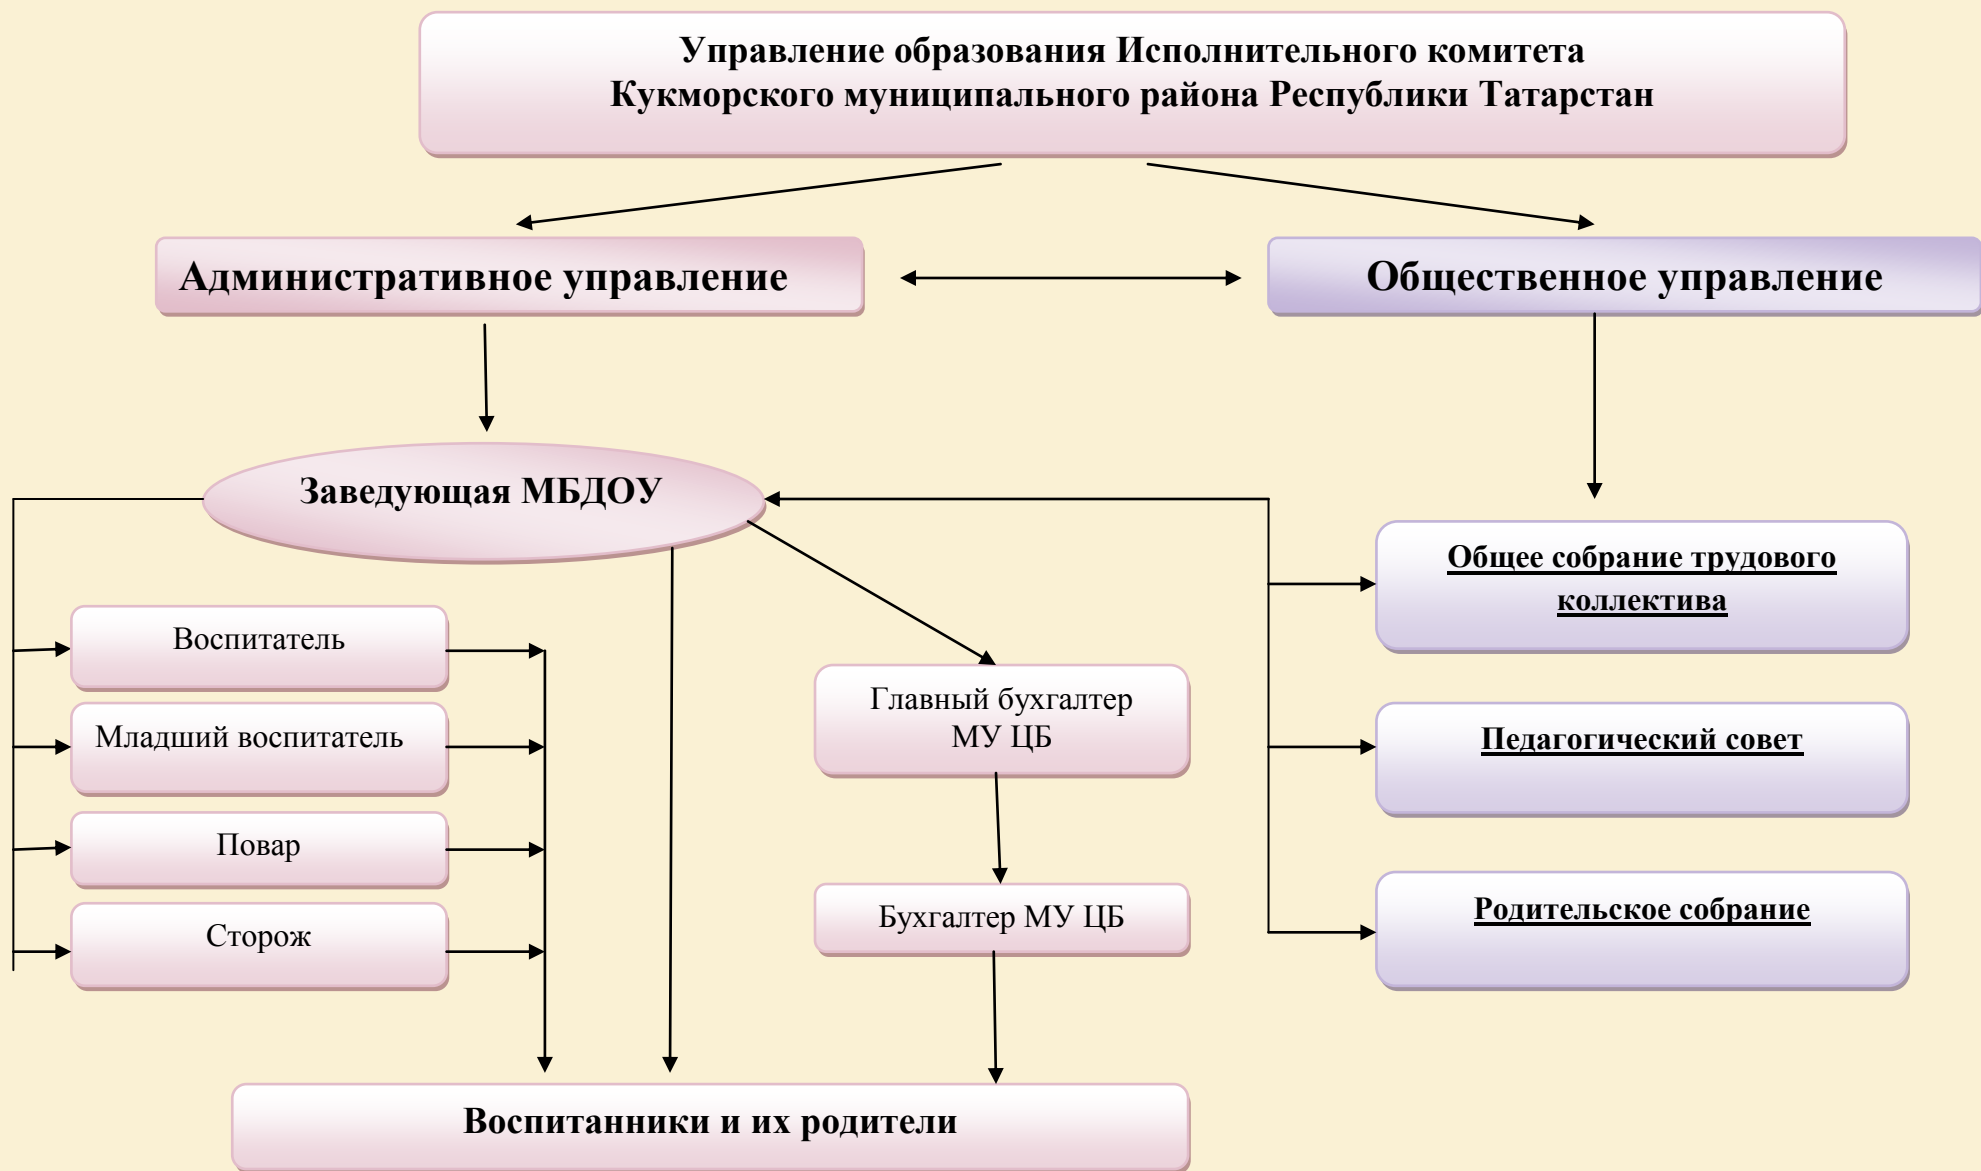 Управление образования Исполнительного комитета
Кукморского муниципального района Республики Татарстан
Административное управление
Общественное управление
Заведующая МБДОУ
Общее собрание трудового
коллектива
Воспитатель
Главный бухгалтер
МУ ЦБ
Младший воспитатель
Педагогический совет
Повар
Бухгалтер МУ ЦБ
Родительское собрание
Сторож
Воспитанники и их родители